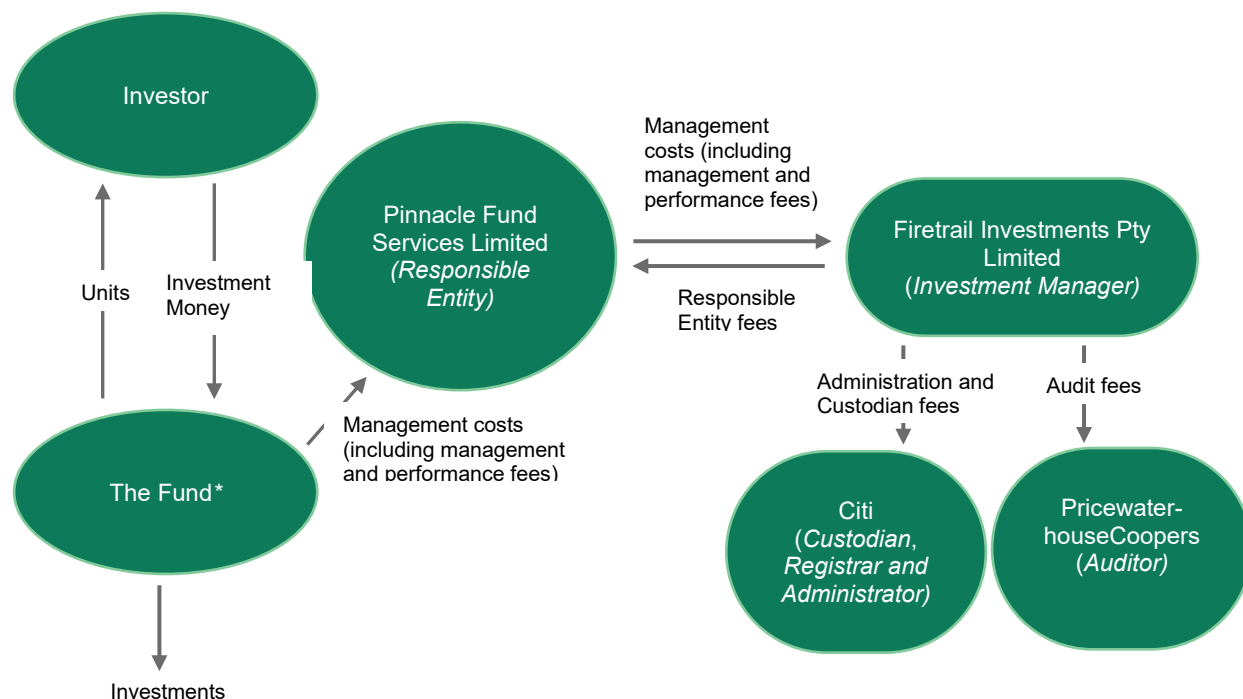 Investor
Units
Investment
Money
The Fund*
Investments
Pinnacle Fund
Services Limited
(Responsible
Entity)
Management costs
(including management
and performance fees)
Management
costs (including
management and
performance fees)
Responsible
Entity fees
Firetrail Investments Pty
Limited
(Investment Manager)
Administration and
Custodian fees
Audit fees
Citi
(Custodian,
Registrar and
Administrator)
Pricewater-
houseCoopers
(Auditor)